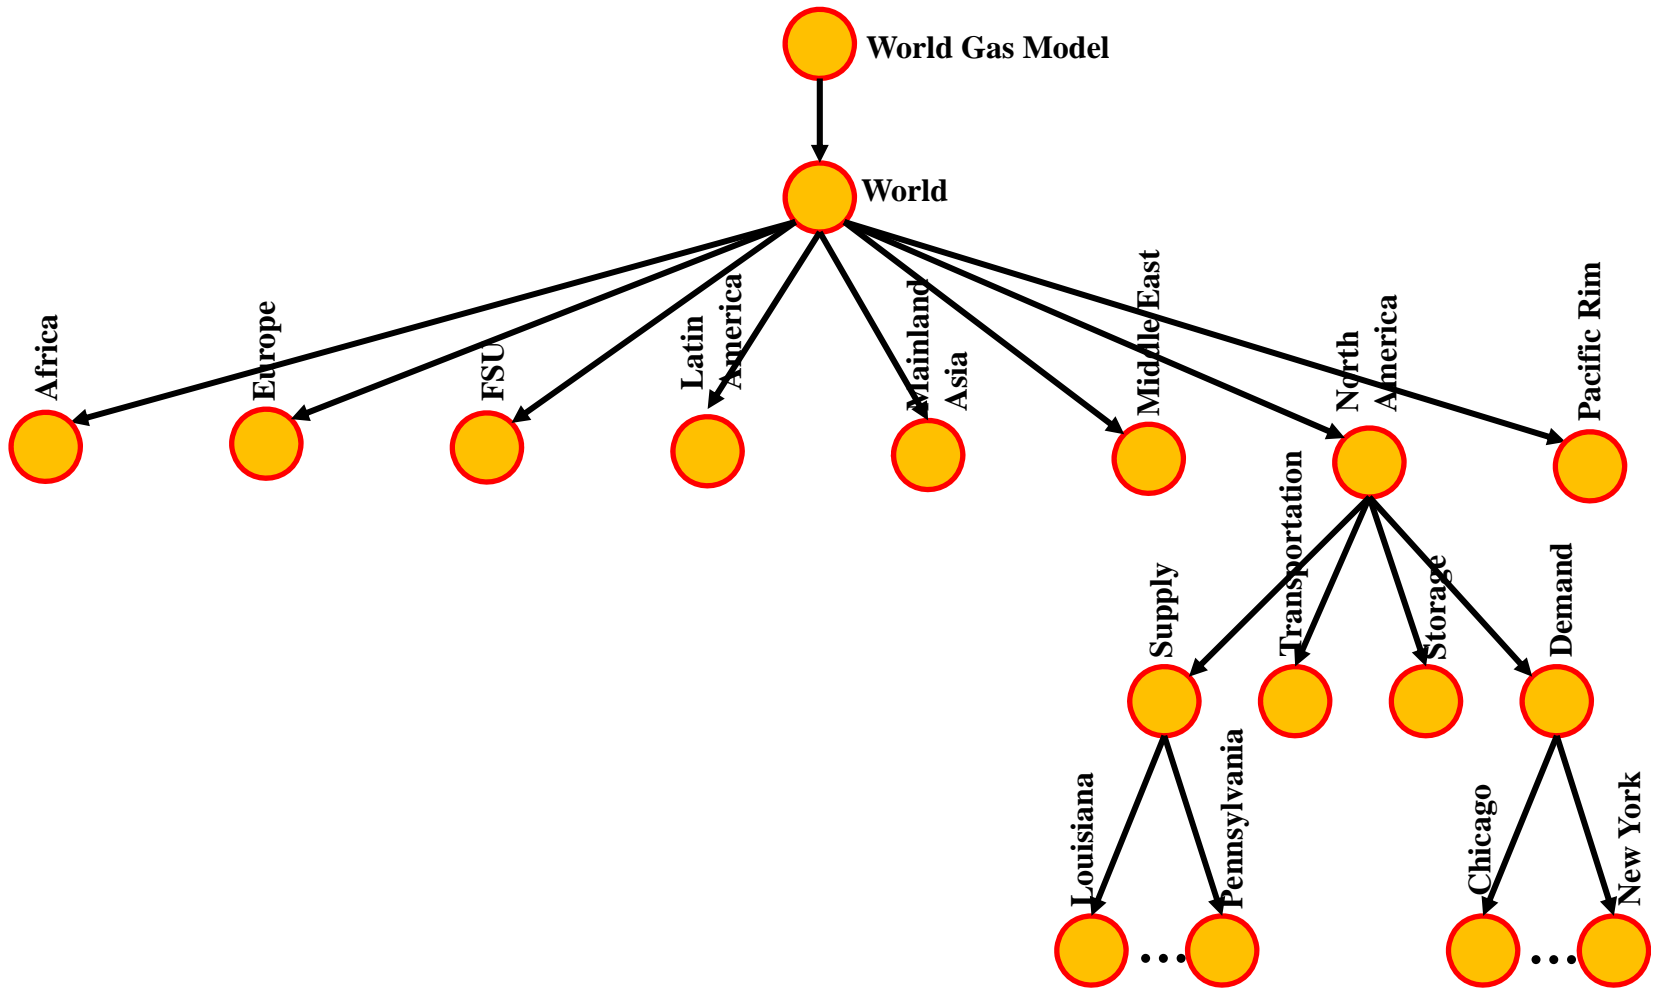 World Gas Model
World
Africa
Europe
FSU
Latin
America
Mainland
Asia
Middle East
North
America
Pacific Rim
Supply
Transportation
Storage
Demand
Louisiana
Pennsylvania
Chicago
New York
...
...